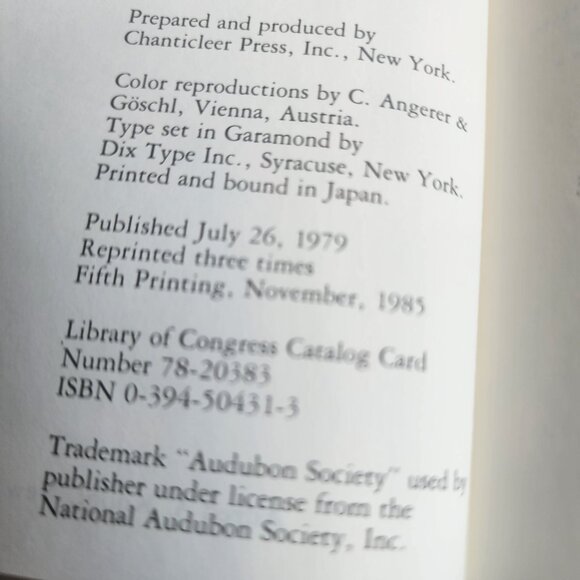 Prepared and produced by
Chanticleer Press, Inc., New York.
Color reproductions by C. Angerer &
Göschl, Vienna, Austria.
Type set in Garamond by
Dix Type Inc., Syracuse, New York.
Printed and bound in Japan.
Published July 26, 1979
Reprinted three times
Fifth Printing, November, 1985
Library of Congress Catalog Card
Number 78-20383
ISBN 0-394-50431-3
Trademark "Audubon Society" used by
publisher under license from the
National Audubon Society, Inc.